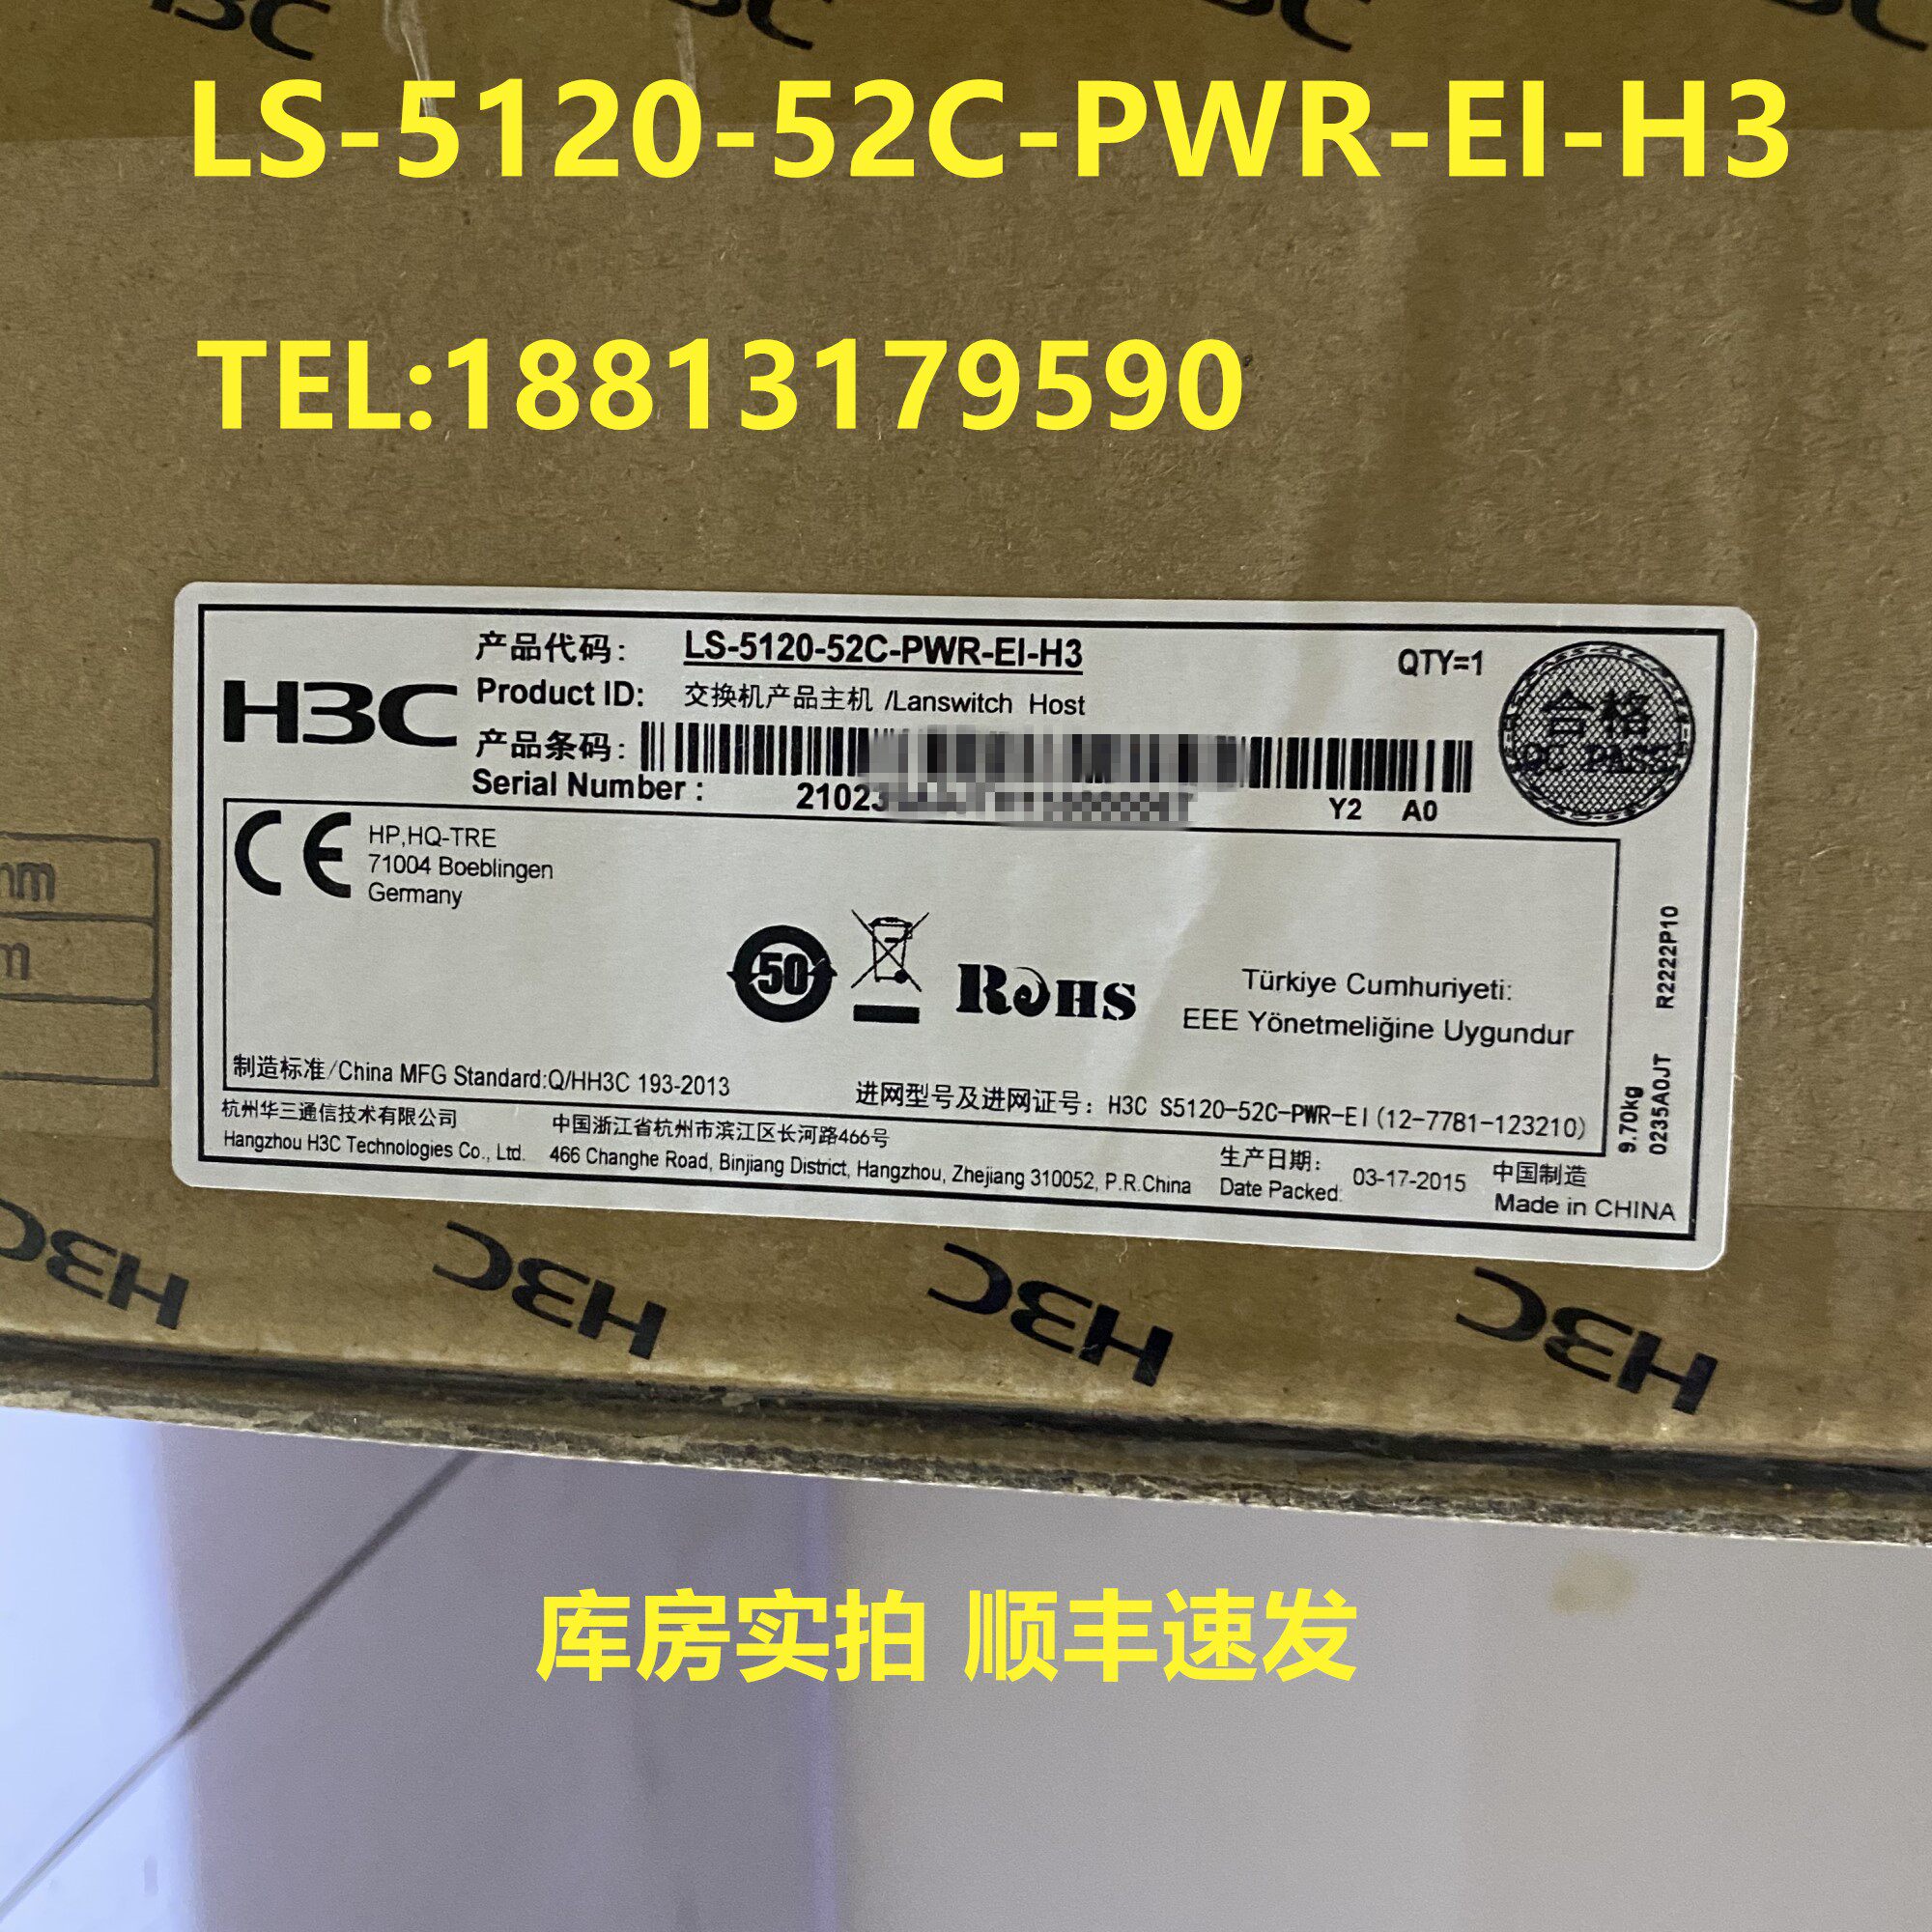 H3C
LS-5120-52C-PWR-EI-H3
TEL:18813179590
产品代码: LS-5120-52C-PWR-EI-H3 QTY=1
H3C
Product ID: 交换机产品主机 /Lanswitch Host
合格
QC PASS
产品条码:
Serial Number : 21023 Y2 A0
CE
HP,HQ-TRE
71004 Boeblingen
Germany
50
RoHS
Türkiye Cumhuriyeti:
EEE Yönetmeliğine Uygundur
制造标准/China MFG Standard:Q/HH3C 193-2013
进网型号及进网证号: H3C S5120-52C-PWR-EI(12-7781-123210)
9.70kg
0235A0JT R2222P10
杭州华三通信技术有限公司 中国浙江省杭州市滨江区长河路466号
Hangzhou H3C Technologies Co., Ltd. 466 Changhe Road, Binjiang District, Hangzhou, Zhejiang 310052, P.R.China
生产日期: 03-17-2015 中国制造
Date Packed: Made in CHINA
H3C H3C H3C H3C
库房实拍 顺丰速发